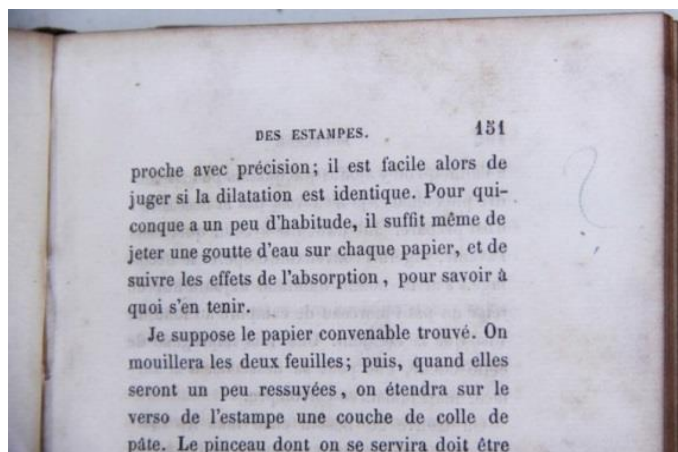 DES ESTAMPES. 151
proche avec précision; il est facile alors de
juger si la dilatation est identique. Pour qui-
conque a un peu d'habitude, il suffit même de
jeter une goutte d'eau sur chaque papier, et de
suivre les effets de l'absorption, pour savoir à
quoi s'en tenir.
Je suppose le papier convenable trouvé. On
mouillera les deux feuilles; puis, quand elles
seront un peu ressuyées, on étendra sur le
verso de l'estampe une couche de colle de
pâte. Le pinceau dont on se servira doit être